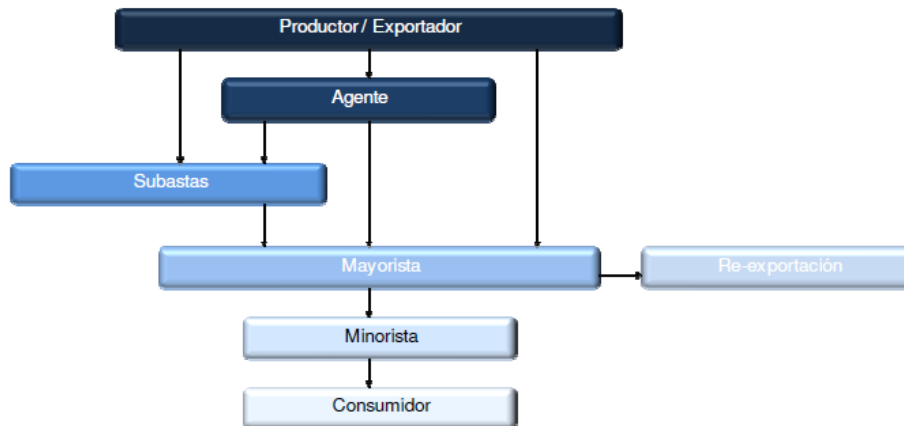 Productor / Exportador
Agente
Subastas
Mayorista
Re-exportación
Minorista
Consumidor